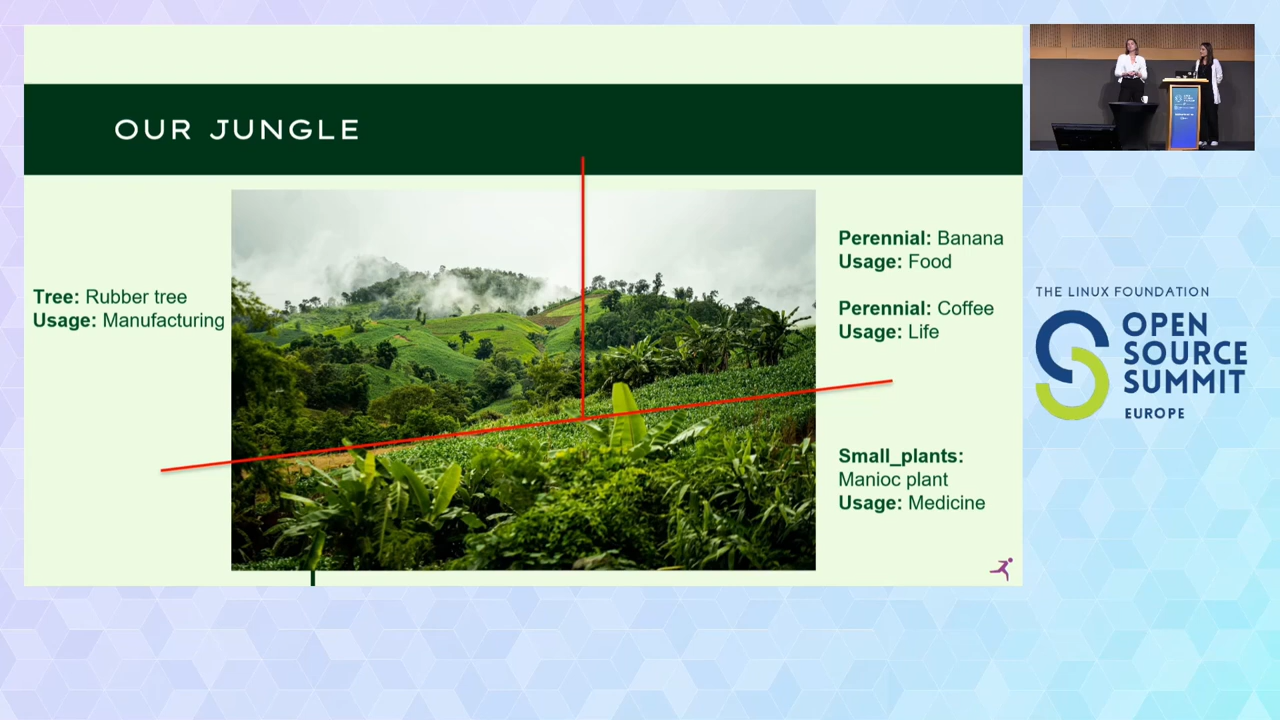 OUR JUNGLE
Tree: Rubber tree
Usage: Manufacturing
Perennial: Banana
Usage: Food
Perennial: Coffee
Usage: Life
Small_plants:
Manioc plant
Usage: Medicine
THE LINUX FOUNDATION
OPEN
SOURCE
SUMMIT
EUROPE